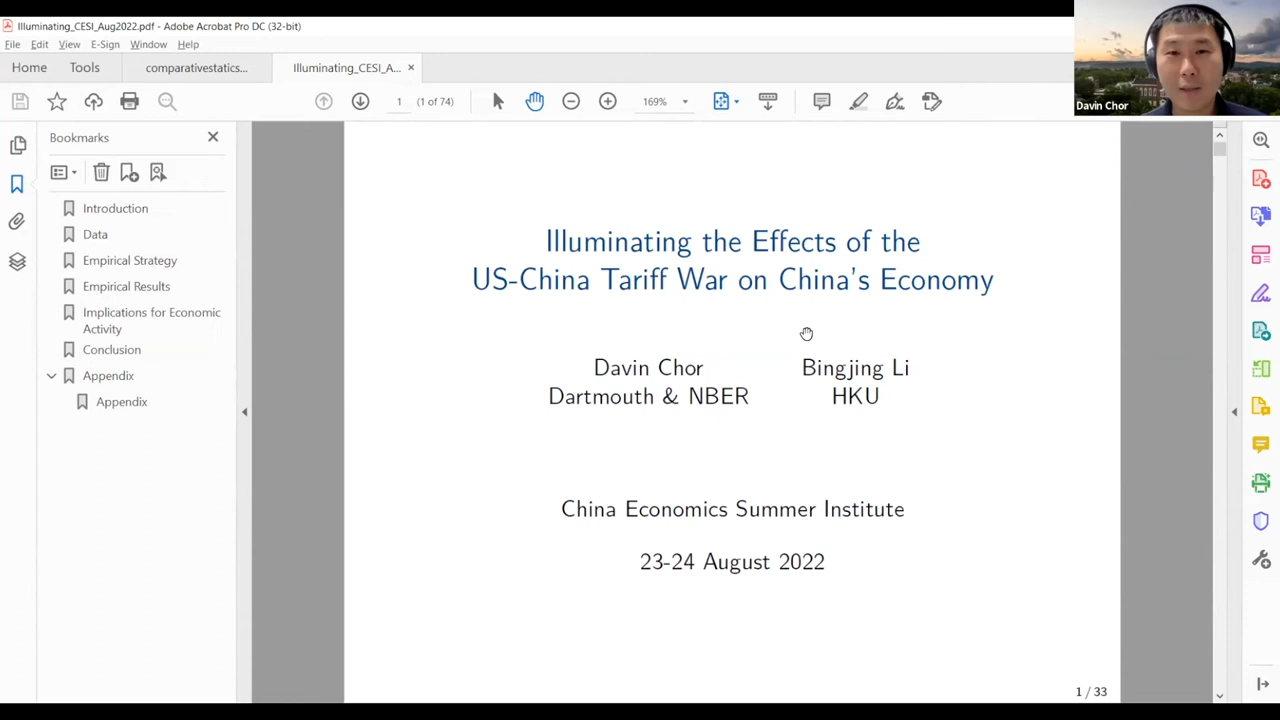 Illuminating_CESI_Aug2022.pdf - Adobe Acrobat Pro DC (32-bit)
File Edit View E-Sign Window Help
Home Tools comparativestatics... Illuminating_CESI_A... ×
1 (1 of 74) 169%
Davin Chor
Bookmarks
Introduction
Data
Empirical Strategy
Empirical Results
Implications for Economic
Activity
Conclusion
Appendix
Appendix
Illuminating the Effects of the
US-China Tariff War on China's Economy
Davin Chor Bingjing Li
Dartmouth & NBER HKU
China Economics Summer Institute
23-24 August 2022
1 / 33